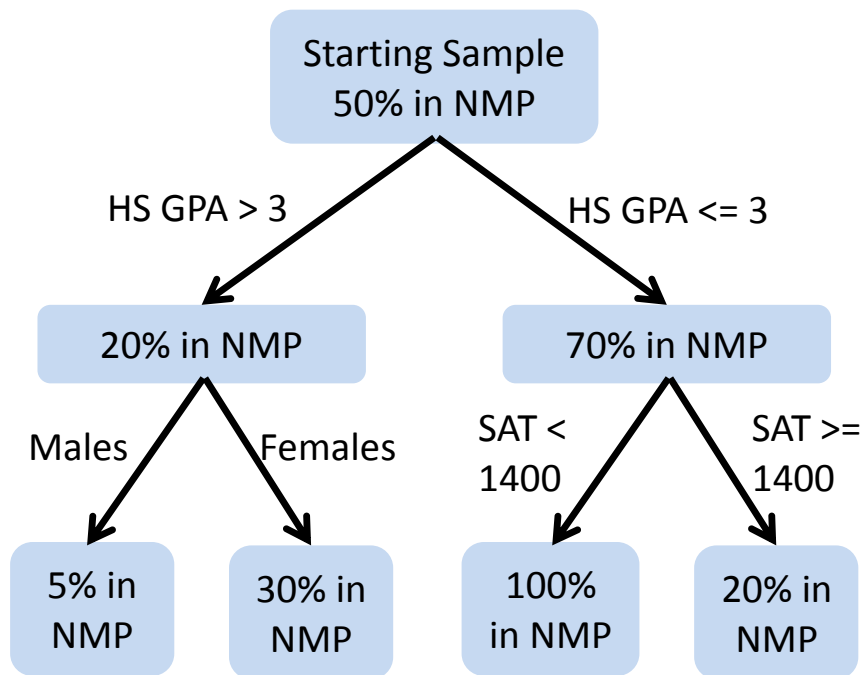 Starting Sample
50% in NMP
HS GPA > 3
HS GPA <= 3
20% in NMP
70% in NMP
Males
Females
SAT <
1400
SAT >=
1400
5% in
NMP
30% in
NMP
100%
in NMP
20% in
NMP